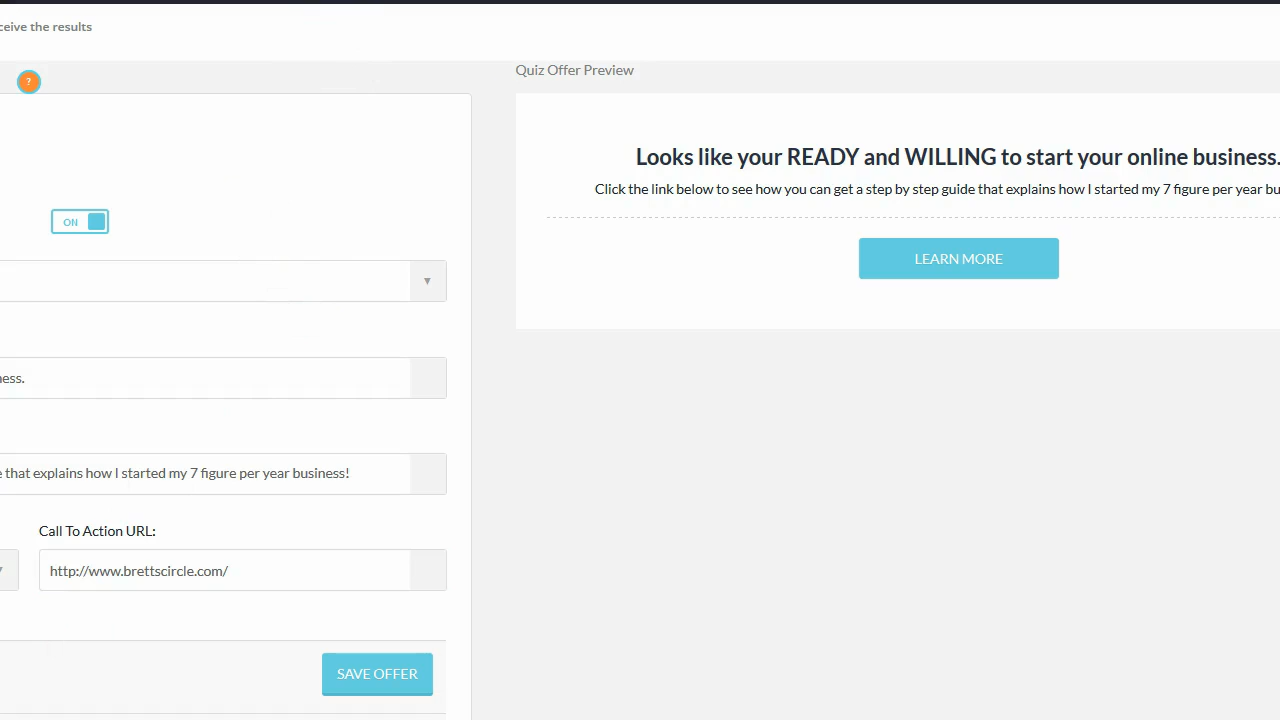 ceive the results
?
Quiz Offer Preview
Looks like your READY and WILLING to start your online business.
Click the link below to see how you can get a step by step guide that explains how I started my 7 figure per year bu
LEARN MORE
ON
ness.
e that explains how I started my 7 figure per year business!
Call To Action URL:
http://www.brettscircle.com/
SAVE OFFER